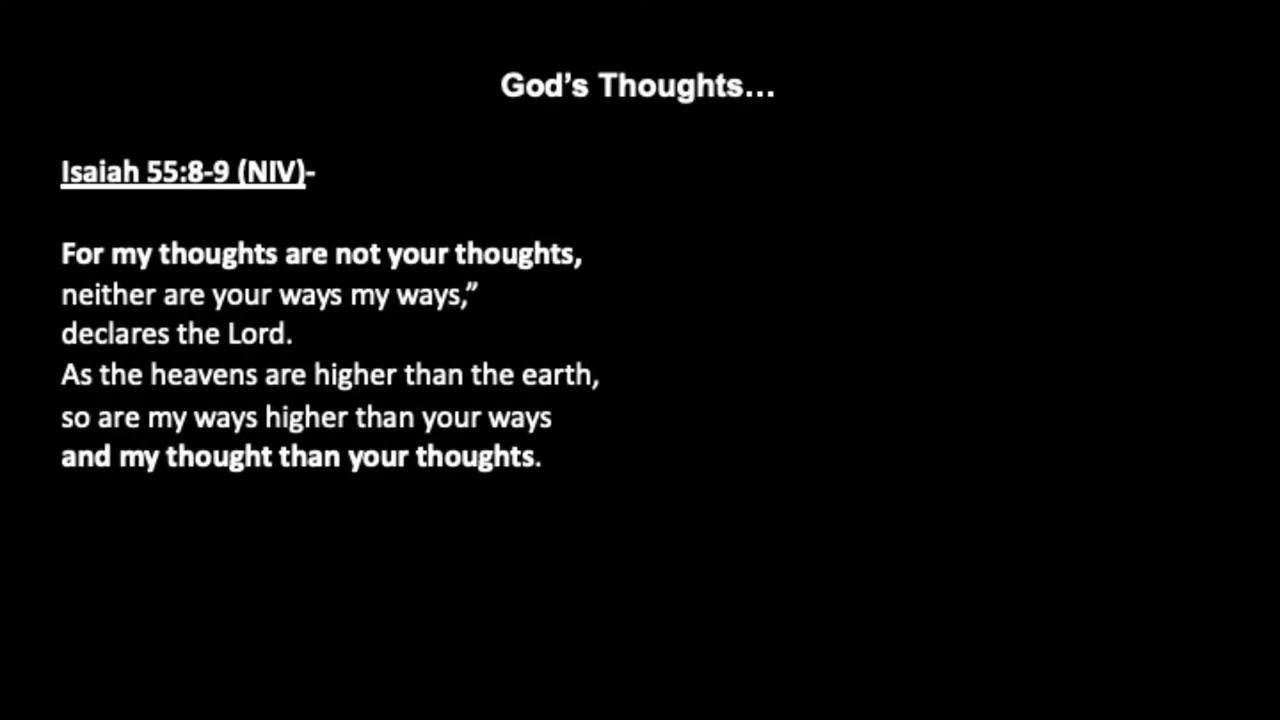 God’s Thoughts…
Isaiah 55:8-9 (NIV)-
For my thoughts are not your thoughts,
neither are your ways my ways,”
declares the Lord.
As the heavens are higher than the earth,
so are my ways higher than your ways
and my thought than your thoughts.